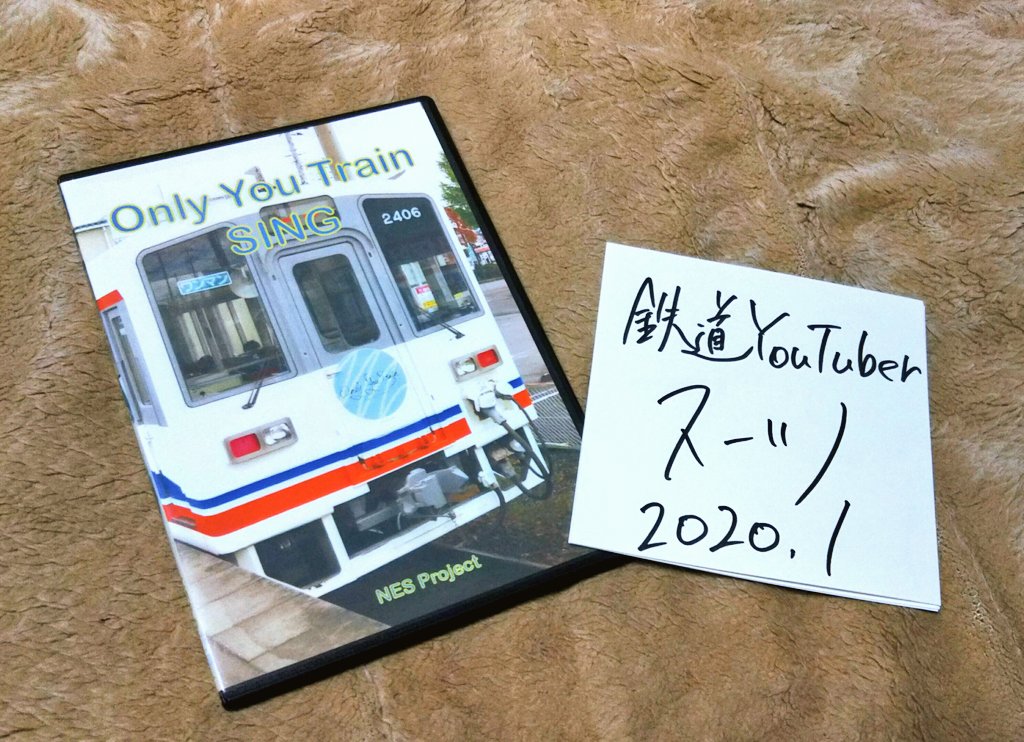 Only You Train
SING
2406
ワンマン
NES Project
鉄道YouTuber
スーツ
2020.1